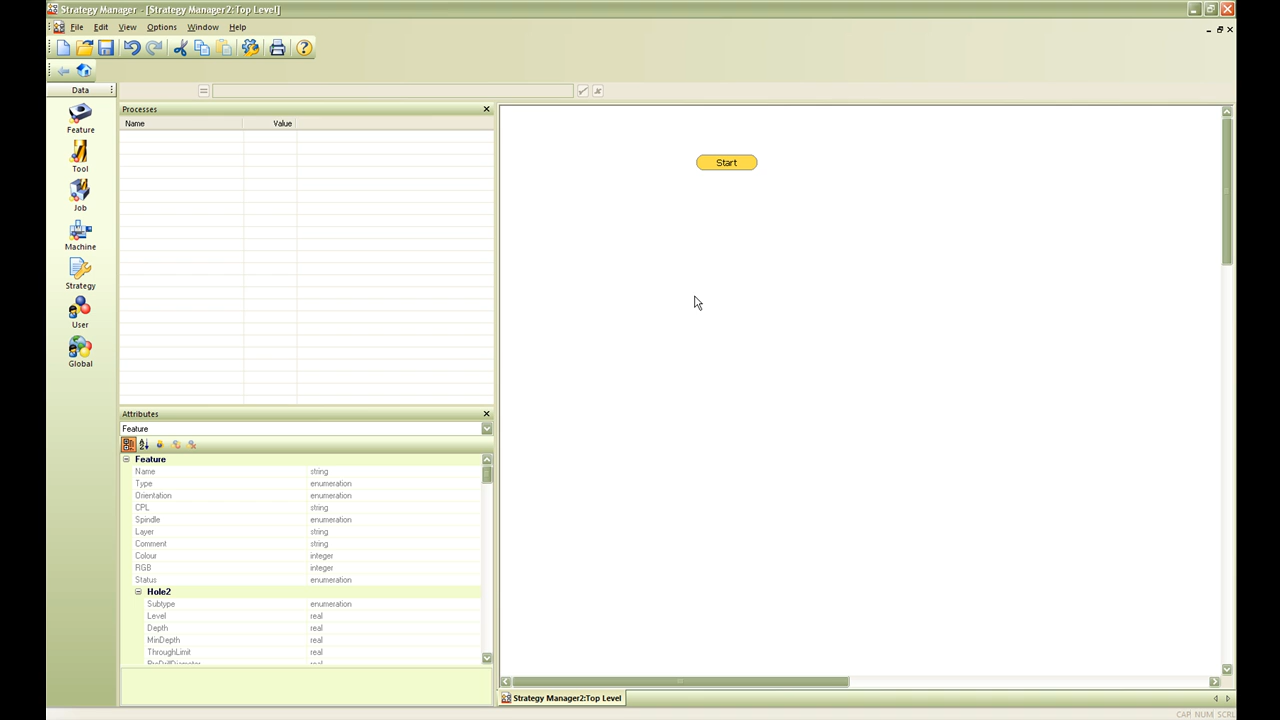 Strategy Manager - [Strategy Manager2:Top Level]
File Edit View Options Window Help
Data
Feature
Tool
Job
Machine
Strategy
User
Global
Processes
Name Value
Start
Attributes
Feature
Feature
Name string
Type enumeration
Orientation enumeration
CPL string
Spindle enumeration
Layer string
Comment string
Colour integer
RGB integer
Status enumeration
Hole2
Subtype enumeration
Level real
Depth real
MinDepth real
ThroughLimit real
PreDrillDiameter real
Strategy Manager2:Top Level
CAP NUM SCRL